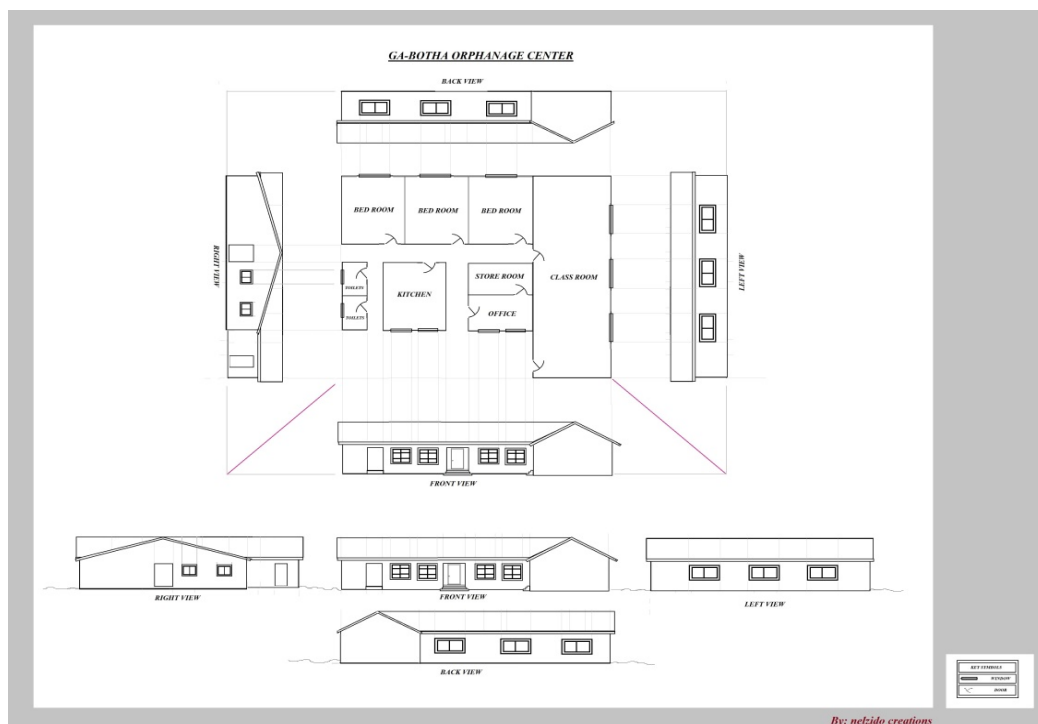 GA-BOTHA ORPHANAGE CENTER
BACK VIEW
BED ROOM
BED ROOM
BED ROOM
RIGHT VIEW
LEFT VIEW
STORE ROOM
CLASS ROOM
TOILETS
KITCHEN
OFFICE
TOILETS
FRONT VIEW
RIGHT VIEW
FRONT VIEW
LEFT VIEW
BACK VIEW
KEY SYMBOLS
WINDOW
DOOR
By: nelzido creations